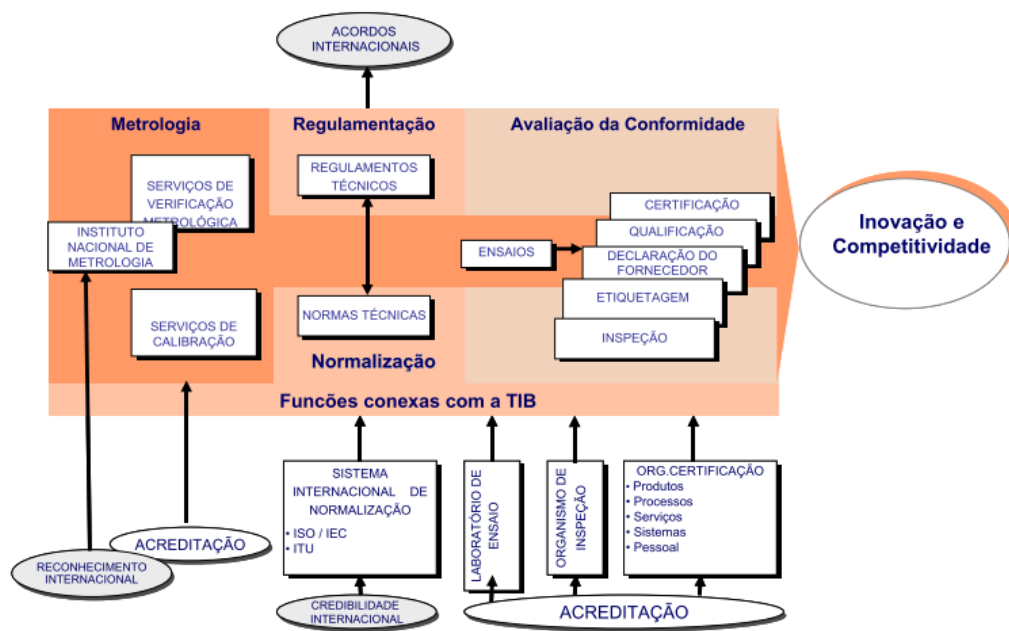 ACORDOS
INTERNACIONAIS
Metrologia
Regulamentação
Avaliação da Conformidade
SERVIÇOS DE
VERIFICAÇÃO
METROLÓGICA
INSTITUTO
NACIONAL DE
METROLOGIA
REGULAMENTOS
TÉCNICOS
CERTIFICAÇÃO
QUALIFICAÇÃO
ENSAIOS
DECLARAÇÃO DO
FORNECEDOR
ETIQUETAGEM
INSPEÇÃO
Inovação e
Competitividade
SERVIÇOS DE
CALIBRAÇÃO
NORMAS TÉCNICAS
Normalização
Funcões conexas com a TIB
SISTEMA
INTERNACIONAL DE
NORMALIZAÇÃO
• ISO / IEC
• ITU
LABORATÓRIO DE
ENSAIO
ORGANISMO DE
INSPEÇÃO
ORG.CERTIFICAÇÃO
• Produtos
• Processos
• Serviços
• Sistemas
• Pessoal
ACREDITAÇÃO
RECONHECIMENTO
INTERNACIONAL
CREDIBILIDADE
INTERNACIONAL
ACREDITAÇÃO